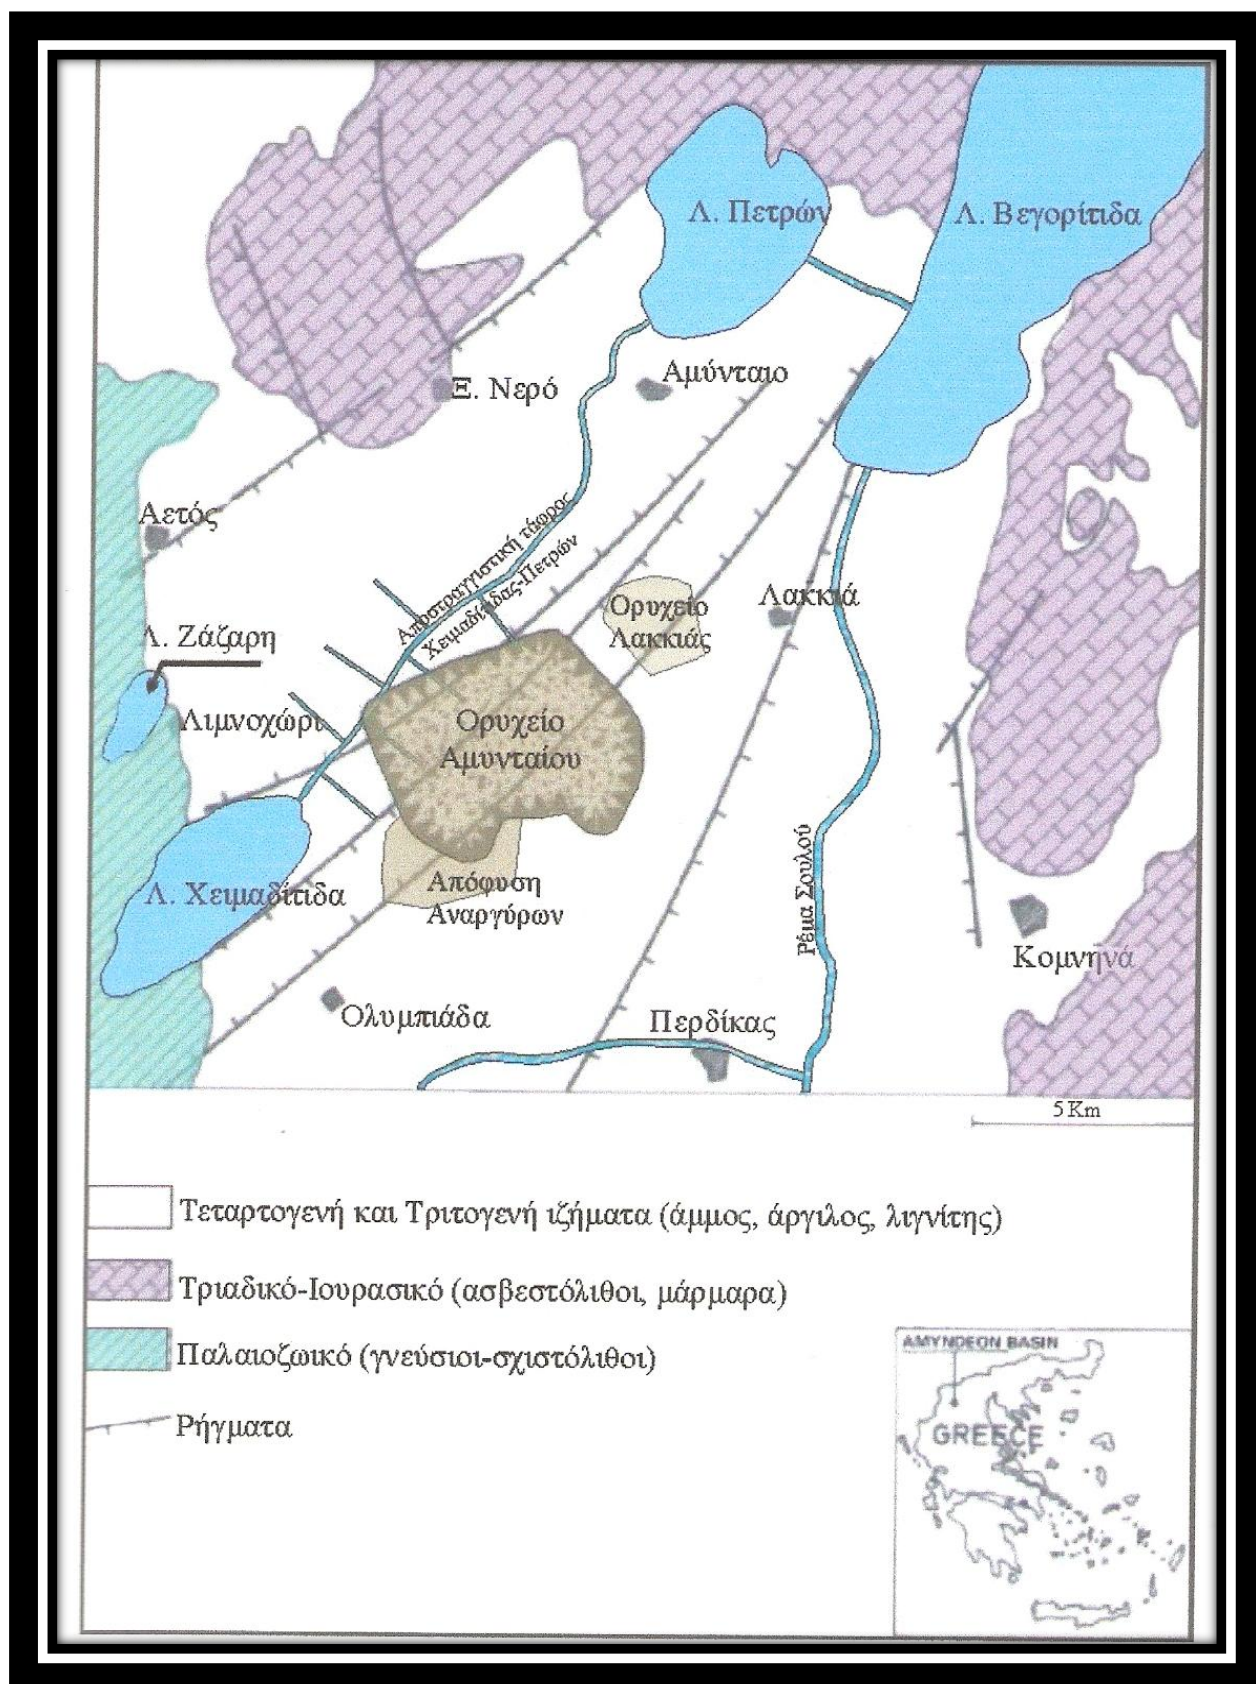 Λ. Πετρών
Λ. Βεγορίτιδα
Αμύνταιο
Ξ. Νερό
Αετός
Αποστραγγιστική τάφρος
Χειμαδίτιδας-Πετρών
Ορυχείο
Λακκιάς
Λακκιά
Λ. Ζάζαρη
Λιμνοχώρι
Ορυχείο
Αμυνταίου
Λ. Χειμαδίτιδα
Απόφυση
Αναργύρων
Ρέμα Σουλού
Κομνηνά
Ολυμπιάδα
Περδίκας
5 Km
Τεταρτογενή και Τριτογενή ιζήματα (άμμος, άργιλος, λιγνίτης)
Τριαδικό-Ιουρασικό (ασβεστόλιθοι, μάρμαρα)
Παλαιοζωικό (γνεύσιοι-σχιστόλιθοι)
Ρήγματα
AMYNDEON BASIN
GREECE